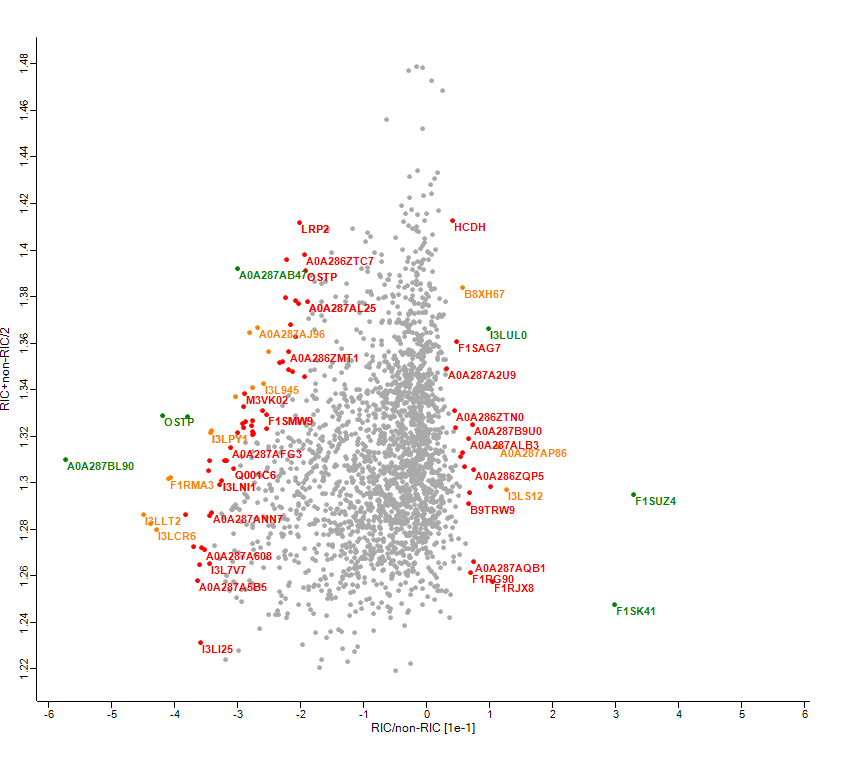 1.48
1.46
1.44
1.42
1.4
1.38
1.36
1.34
1.32
1.3
1.28
1.26
1.24
1.22
RIC+non-RIC/2
LRP2
HCDH
A0A286ZTC7
A0A287AB47
OSTP
B8XH67
A0A287AL25
A0A287AJ96
I3LUL0
F1SAG7
A0A286ZMT1
A0A287A2U9
I3L945
M3VK02
OSTP
F1SMW9
A0A286ZTN0
A0A287B9U0
I3LPY1
A0A287ALB3
A0A287AP86
A0A287AFG3
A0A287BL90
Q001C6
A0A286ZQP5
F1RMA3
I3LNI1
I3LS12
F1SUZ4
B9TRW9
I3LLT2
A0A287ANN7
I3LCR6
A0A287A608
I3L7V7
A0A287AQB1
F1RG90
A0A287A5B5
F1RJX8
F1SK41
I3LI25
-6 -5 -4 -3 -2 -1 0 1 2 3 4 5 6
RIC/non-RIC [1e-1]